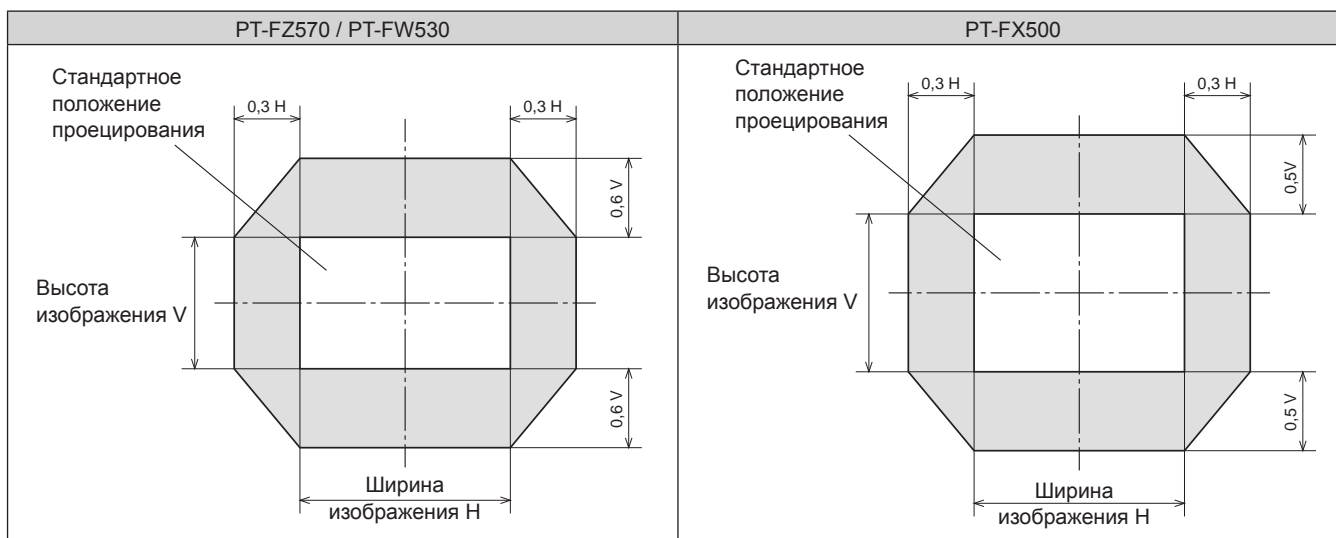 PT-FZ570 / PT-FW530
Стандартное
положение
проецирования
0,3 H
0,3 H
0,6 V
Высота
изображения V
0,6 V
Ширина
изображения H
PT-FX500
Стандартное
положение
проецирования
0,3 H
0,3 H
0,5V
Высота
изображения V
0,5 V
Ширина
изображения H